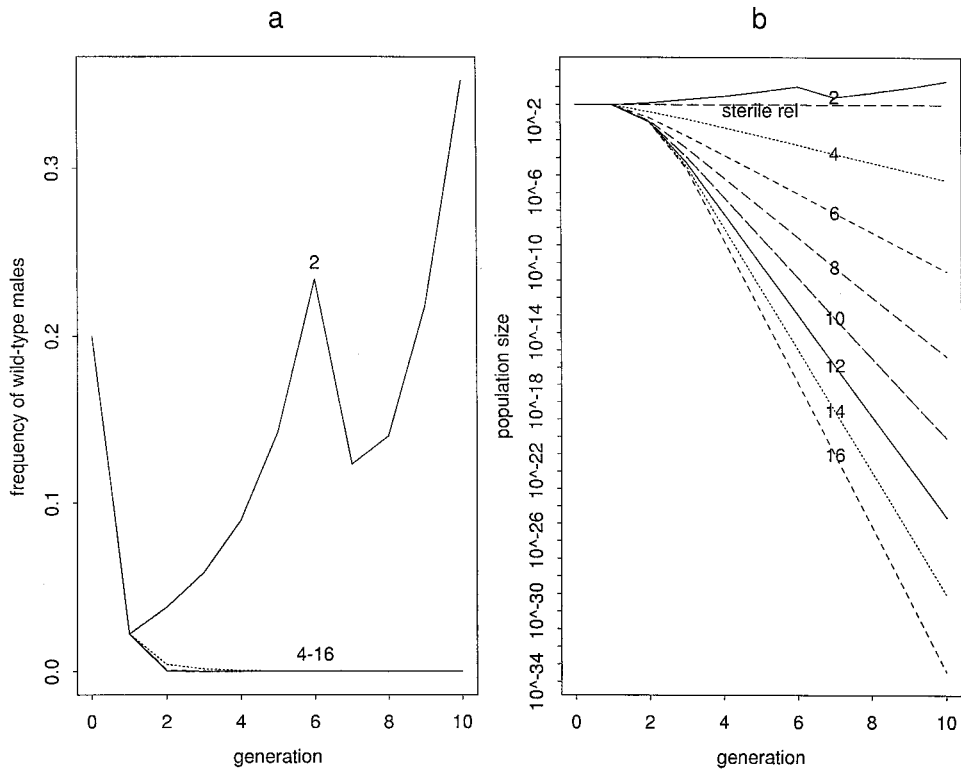 a
frequency of wild-type males
0.3
0.2
0.1
0.0
2
4-16
0 2 4 6 8 10
generation
b
population size
10^-2
10^-6
10^-10
10^-14
10^-18
10^-22
10^-26
10^-30
10^-34
2
sterile rel
4
6
8
10
12
14
16
0 2 4 6 8 10
generation